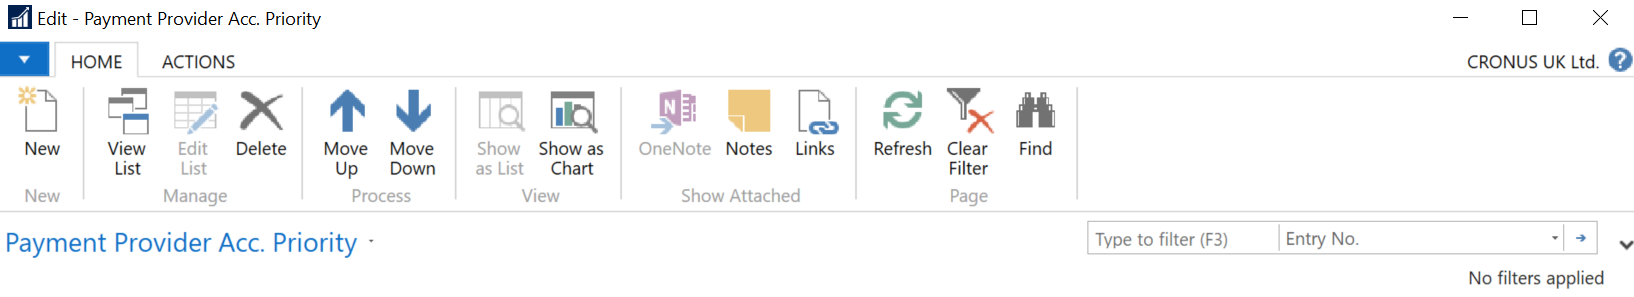 Edit - Payment Provider Acc. Priority
HOME ACTIONS CRONUS UK Ltd. ?
New View List Edit List Delete Move Up Move Down Show as List Show as Chart OneNote Notes Links Refresh Clear Filter Find
New Manage Process View Show Attached Page
Payment Provider Acc. Priority Type to filter (F3) Entry No.
No filters applied